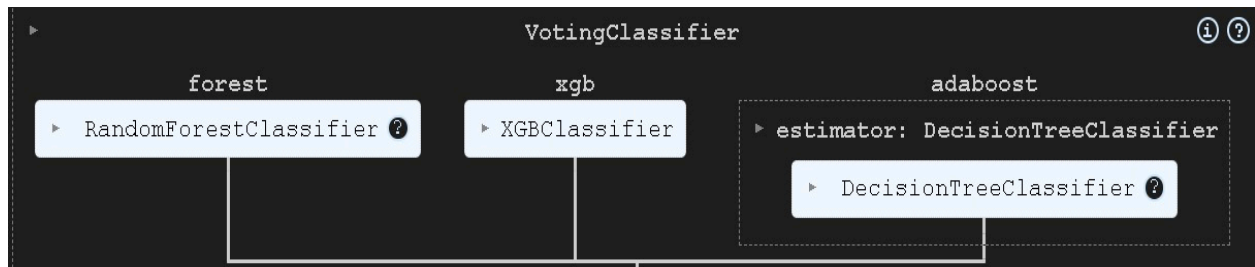 VotingClassifier
forest
xgb
adaboost
RandomForestClassifier ?
XGBClassifier
estimator: DecisionTreeClassifier
DecisionTreeClassifier ?
i ?